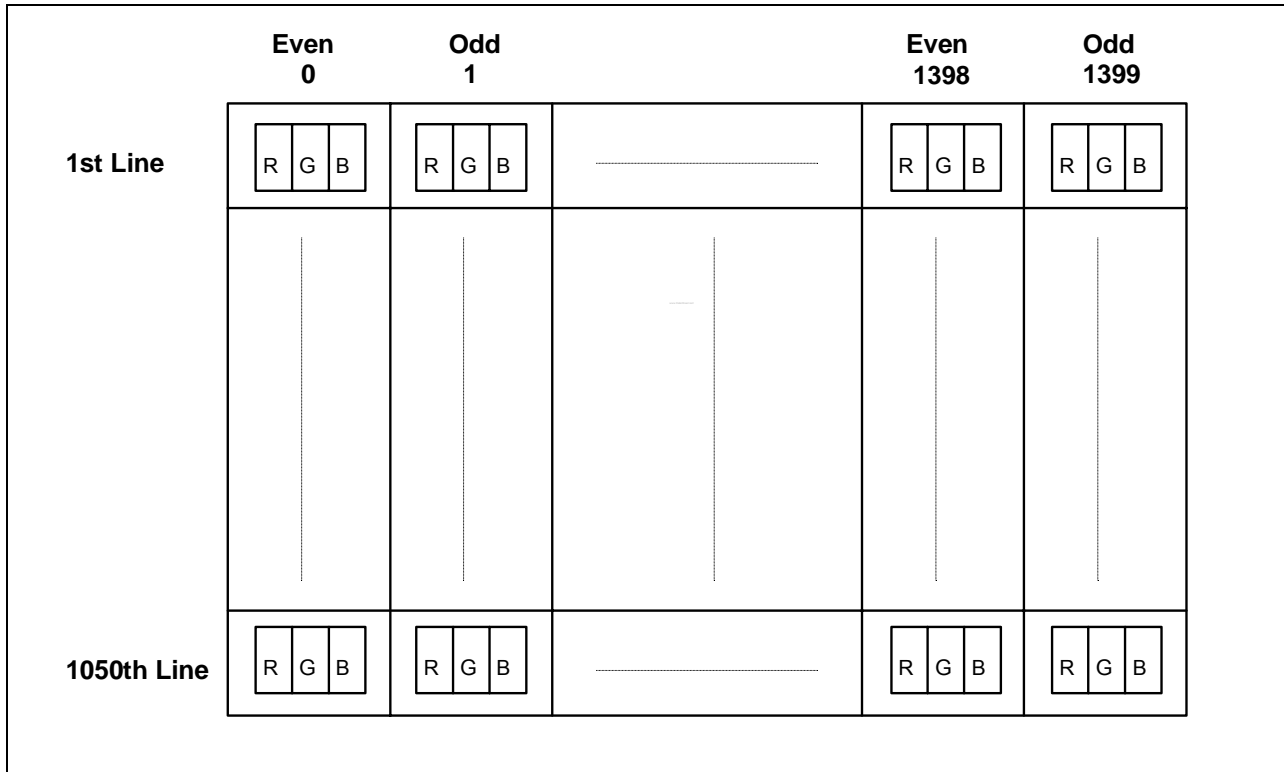 Even Odd Even Odd
0 1 1398 1399
1st Line R G B R G B R G B R G B
1050th Line R G B R G B R G B R G B